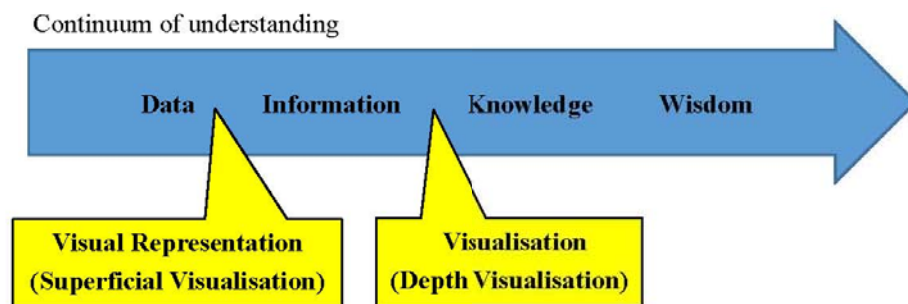 Continuum of understanding
Data Information Knowledge Wisdom
Visual Representation
(Superficial Visualisation)
Visualisation
(Depth Visualisation)